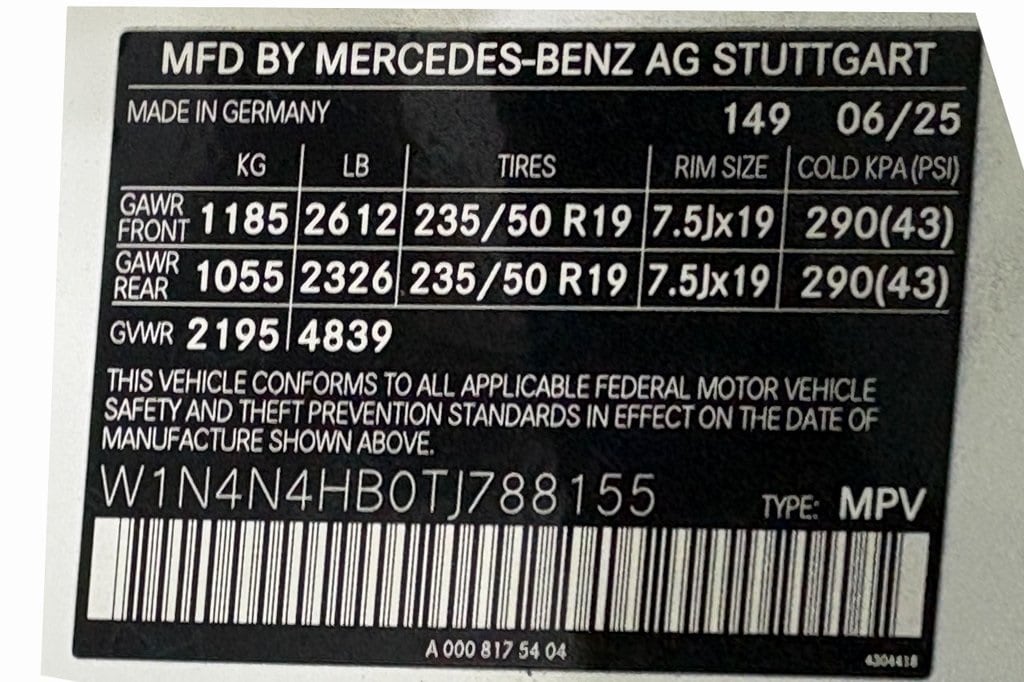 MFD BY MERCEDES-BENZ AG STUTTGART
MADE IN GERMANY 149 06/25
KG LB TIRES RIM SIZE COLD KPA (PSI)
GAWR FRONT 1185 2612 235/50 R19 7.5Jx19 290(43)
GAWR REAR 1055 2326 235/50 R19 7.5Jx19 290(43)
GVWR 2195 4839
THIS VEHICLE CONFORMS TO ALL APPLICABLE FEDERAL MOTOR VEHICLE
SAFETY AND THEFT PREVENTION STANDARDS IN EFFECT ON THE DATE OF
MANUFACTURE SHOWN ABOVE.
W1N4N4HB0TJ788155 TYPE: MPV
A 000 817 54 04
4304418